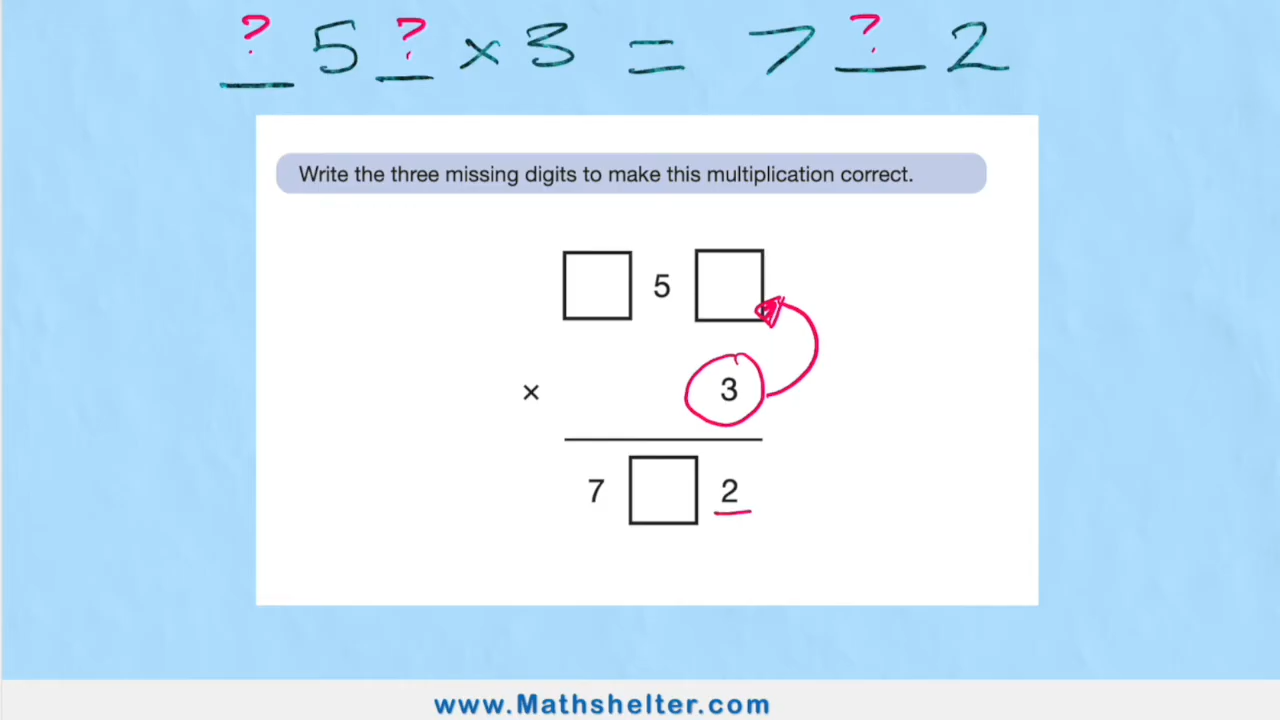 ? 5 ? × 3 = 7 ? 2
Write the three missing digits to make this multiplication correct.
5
× 3
7 2
www.Mathshelter.com